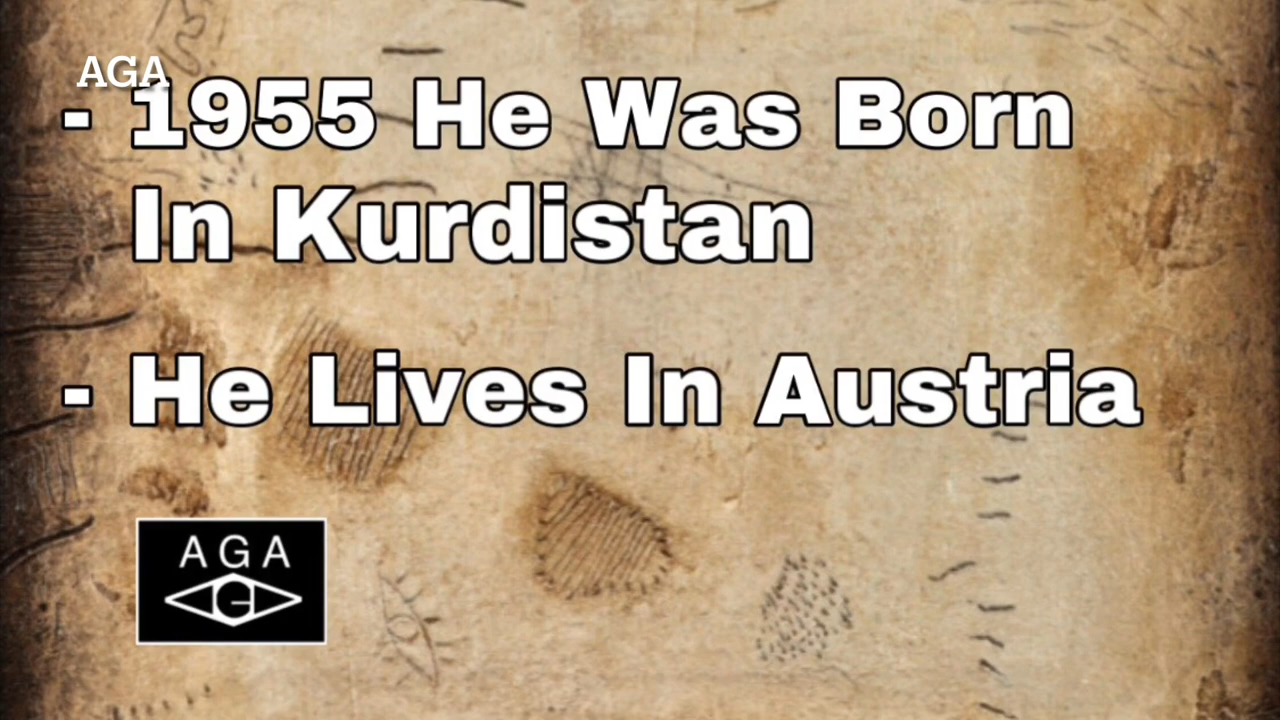 AGA
- 1955 He Was Born
In Kurdistan
- He Lives In Austria
AGA